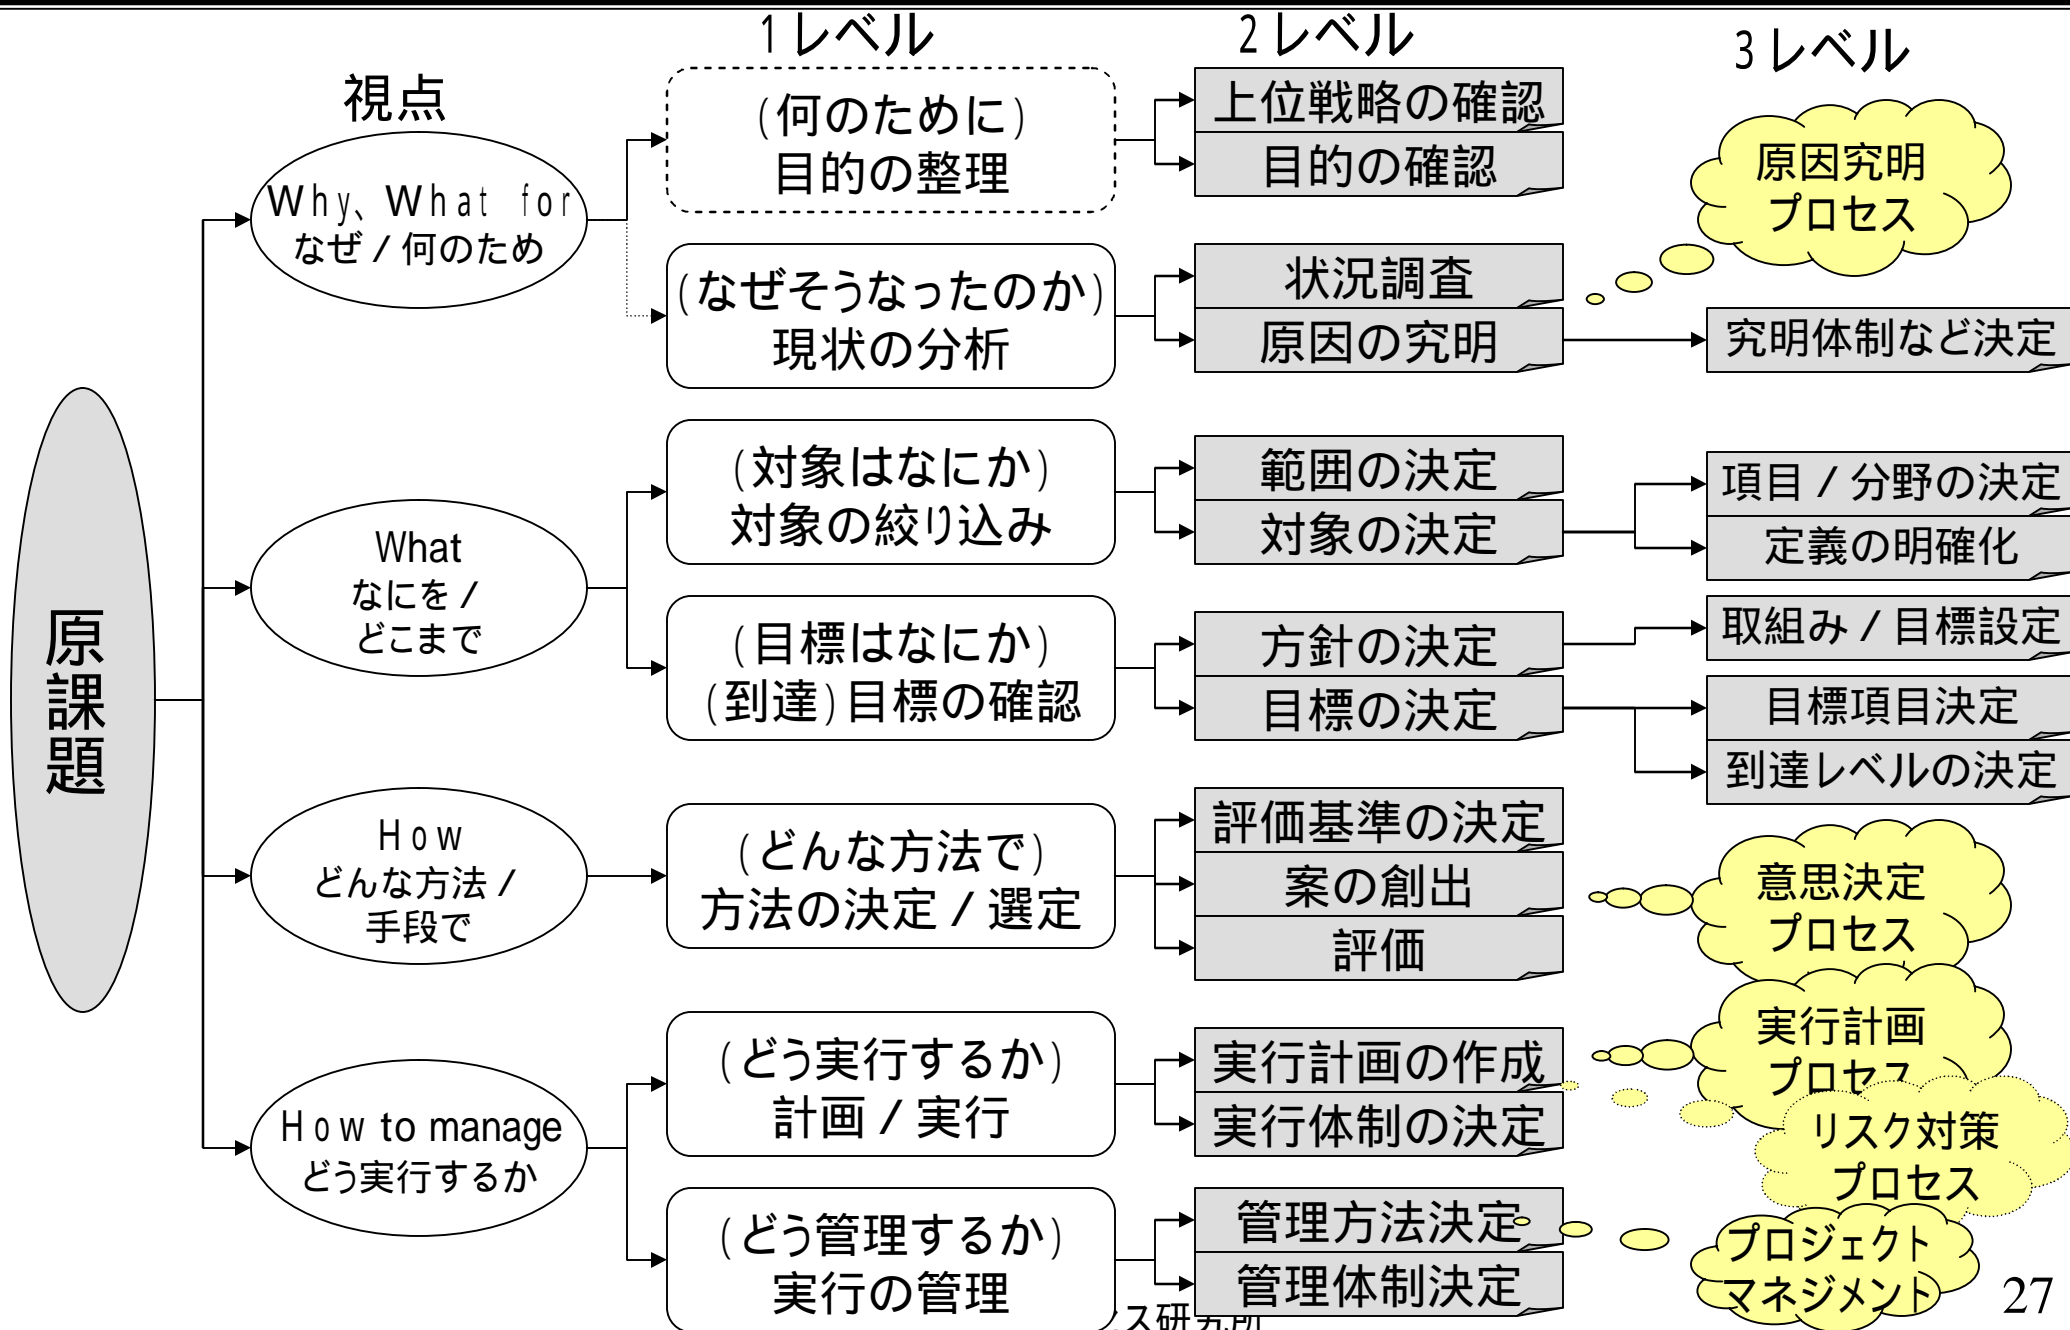 1レベル
2レベル
3レベル
視点
(何のために)
目的の整理
上位戦略の確認
目的の確認
原因究明
プロセス
Why、What for
なぜ/何のため
(なぜそうなったのか)
現状の分析
状況調査
原因の究明
究明体制など決定
原課題
What
なにを/
どこまで
(対象はなにか)
対象の絞り込み
範囲の決定
対象の決定
項目/分野の決定
定義の明確化
(目標はなにか)
(到達)目標の確認
方針の決定
目標の決定
取組み/目標設定
目標項目決定
到達レベルの決定
How
どんな方法/
手段で
(どんな方法で)
方法の決定/選定
評価基準の決定
案の創出
評価
意思決定
プロセス
How to manage
どう実行するか
(どう実行するか)
計画/実行
実行計画の作成
実行体制の決定
実行計画
プロセス
リスク対策
プロセス
(どう管理するか)
実行の管理
管理方法決定
管理体制決定
プロジェクト
マネジメント
ス研究所
27